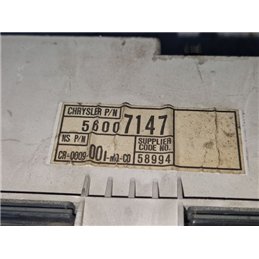 CHRYSLER P/N
56007147
NS P/N SUPPLIER
CODE NO.
CR-0009-001-MO-CO 58994